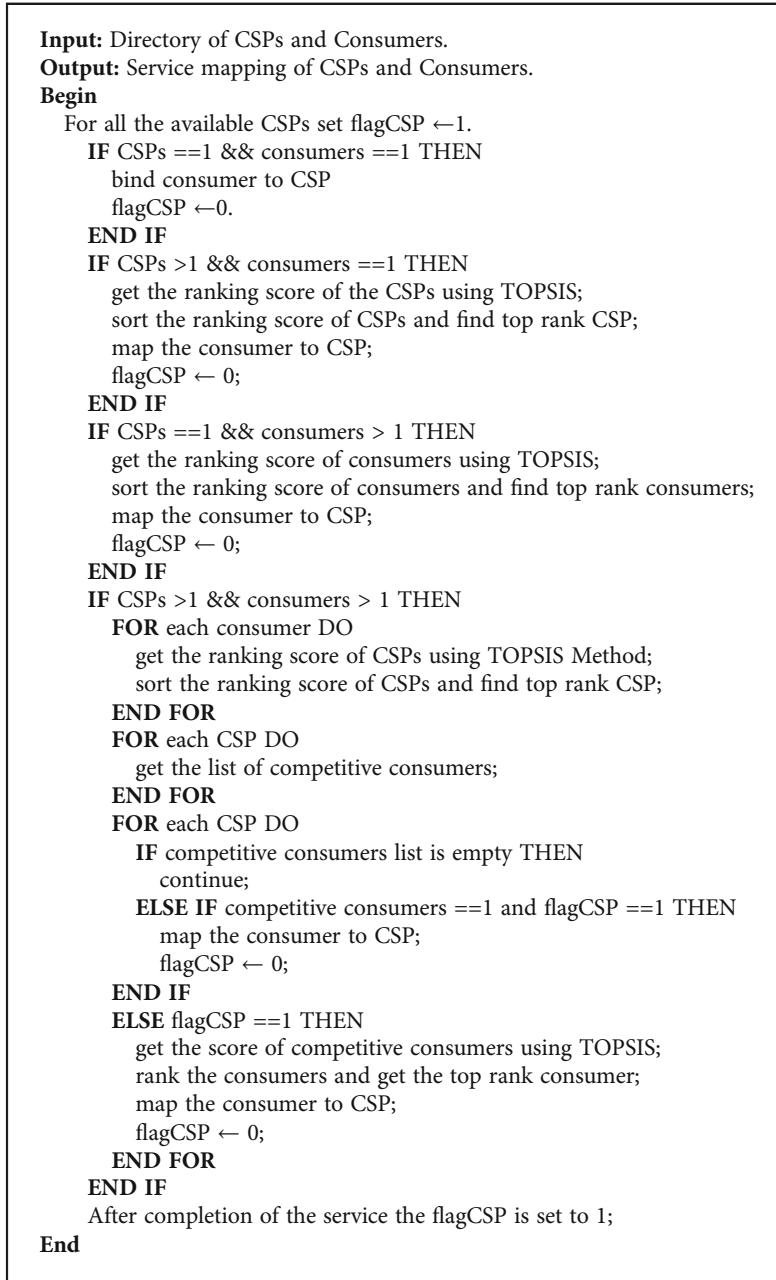 Input: Directory of CSPs and Consumers.
Output: Service mapping of CSPs and Consumers.
Begin
For all the available CSPs set flagCSP ←1.
IF CSPs ==1 && consumers ==1 THEN
bind consumer to CSP
flagCSP ←0.
END IF
IF CSPs >1 && consumers ==1 THEN
get the ranking score of the CSPs using TOPSIS;
sort the ranking score of CSPs and find top rank CSP;
map the consumer to CSP;
flagCSP ← 0;
END IF
IF CSPs ==1 && consumers > 1 THEN
get the ranking score of consumers using TOPSIS;
sort the ranking score of consumers and find top rank consumers;
map the consumer to CSP;
flagCSP ← 0;
END IF
IF CSPs >1 && consumers > 1 THEN
FOR each consumer DO
get the ranking score of CSPs using TOPSIS Method;
sort the ranking score of CSPs and find top rank CSP;
END FOR
FOR each CSP DO
get the list of competitive consumers;
END FOR
FOR each CSP DO
IF competitive consumers list is empty THEN
continue;
ELSE IF competitive consumers ==1 and flagCSP ==1 THEN
map the consumer to CSP;
flagCSP ← 0;
END IF
ELSE flagCSP ==1 THEN
get the score of competitive consumers using TOPSIS;
rank the consumers and get the top rank consumer;
map the consumer to CSP;
flagCSP ← 0;
END FOR
END IF
After completion of the service the flagCSP is set to 1;
End